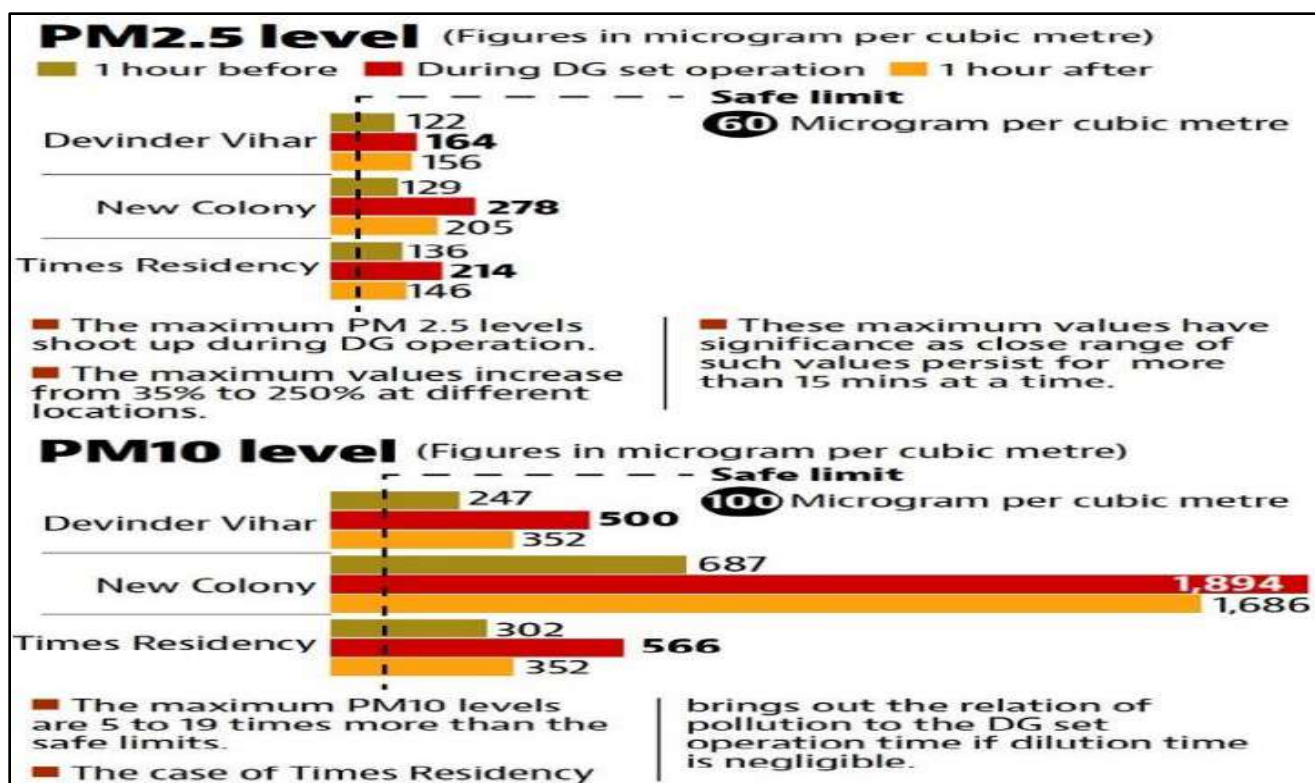 PM2.5 level (Figures in microgram per cubic metre)
1 hour before During DG set operation 1 hour after
Safe limit
60 Microgram per cubic metre
Devinder Vihar
122
164
156
New Colony
129
278
205
Times Residency
136
214
146
The maximum PM 2.5 levels
shoot up during DG operation.
The maximum values increase
from 35% to 250% at different
locations.
These maximum values have
significance as close range of
such values persist for more
than 15 mins at a time.
PM10 level (Figures in microgram per cubic metre)
Safe limit
100 Microgram per cubic metre
Devinder Vihar
247
500
352
New Colony
687
1,894
1,686
Times Residency
302
566
352
The maximum PM10 levels
are 5 to 19 times more than the
safe limits.
The case of Times Residency
brings out the relation of
pollution to the DG set
operation time if dilution time
is negligible.